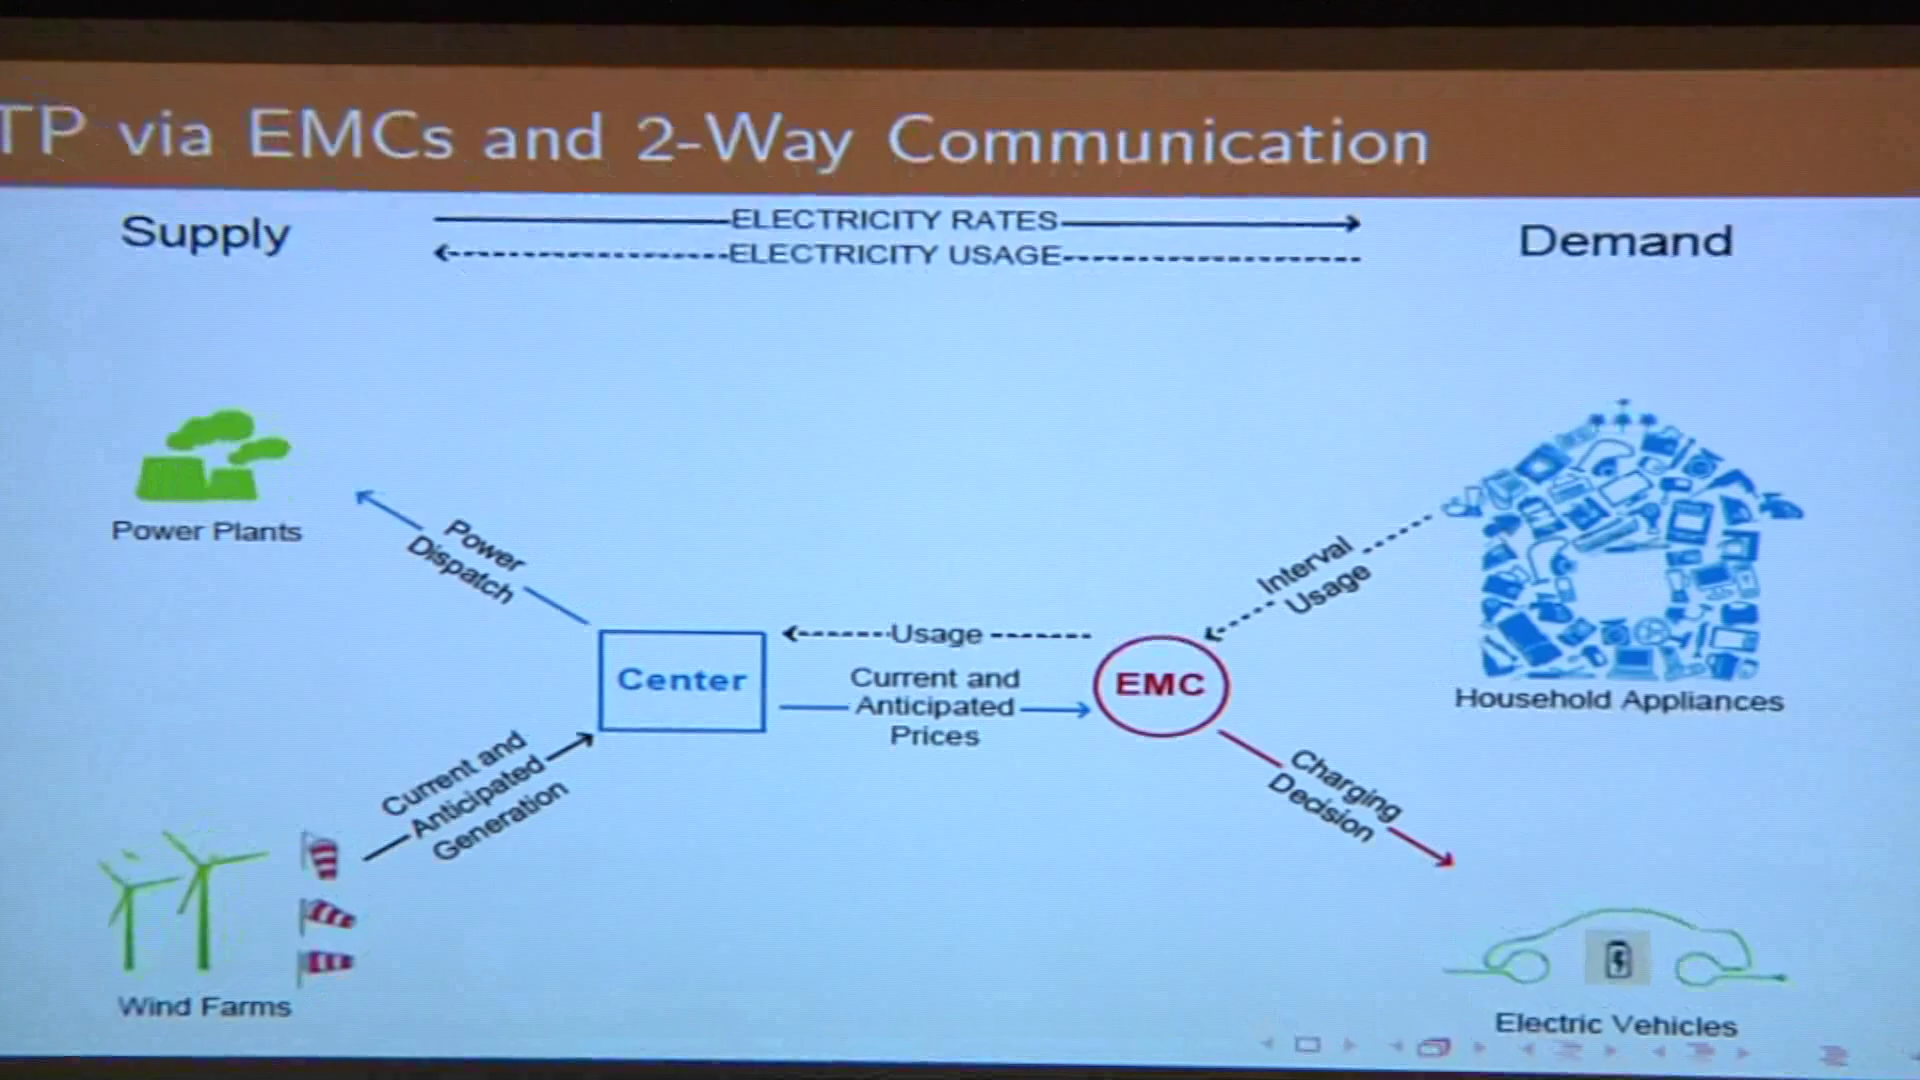 TP via EMCs and 2-Way Communication
Supply
ELECTRICITY RATES
ELECTRICITY USAGE
Demand
Power Plants
Power
Dispatch
Interval
Usage
Usage
Center
Current and
Anticipated
Prices
EMC
Household Appliances
Current and
Anticipated
Generation
Charging
Decision
Wind Farms
Electric Vehicles